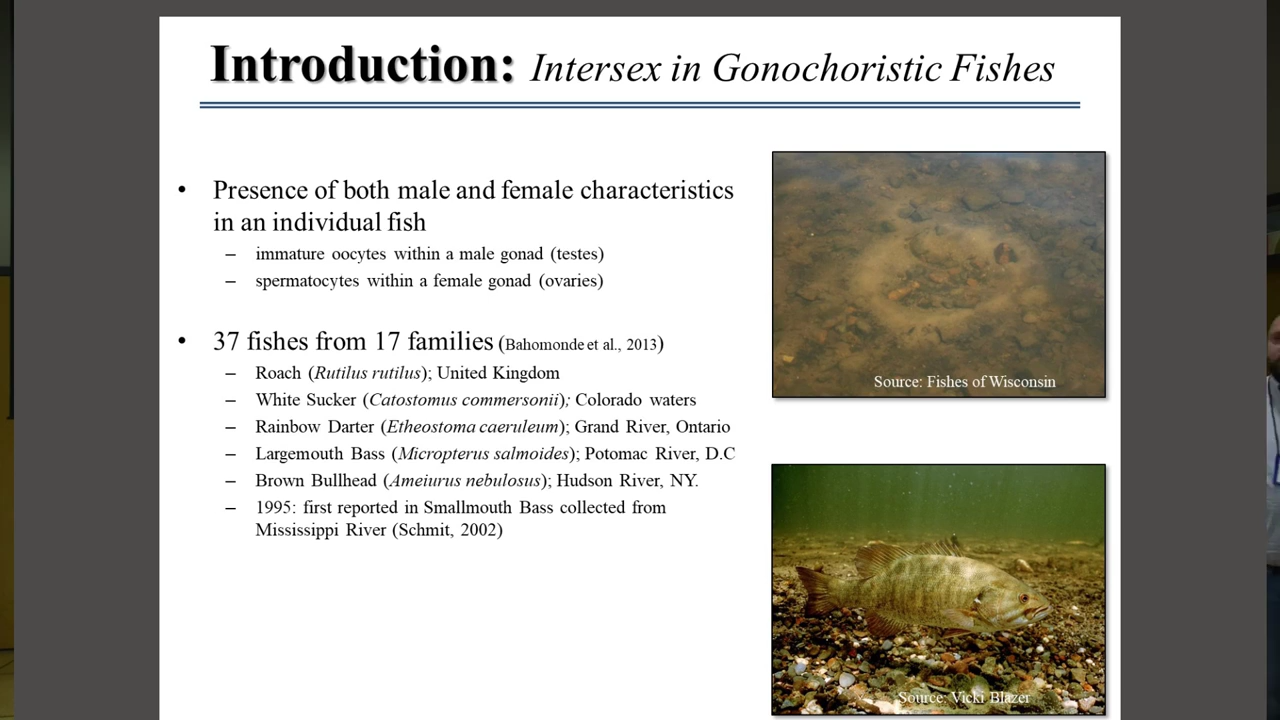 Introduction: Intersex in Gonochoristic Fishes
• Presence of both male and female characteristics
in an individual fish
– immature oocytes within a male gonad (testes)
– spermatocytes within a female gonad (ovaries)
• 37 fishes from 17 families (Bahomonde et al., 2013)
– Roach (Rutilus rutilus); United Kingdom
– White Sucker (Catostomus commersonii); Colorado waters
– Rainbow Darter (Etheostoma caeruleum); Grand River, Ontario
– Largemouth Bass (Micropterus salmoides); Potomac River, D.C
– Brown Bullhead (Ameiurus nebulosus); Hudson River, NY.
– 1995: first reported in Smallmouth Bass collected from
Mississippi River (Schmit, 2002)
Source: Fishes of Wisconsin
Source: Vicki Blazer